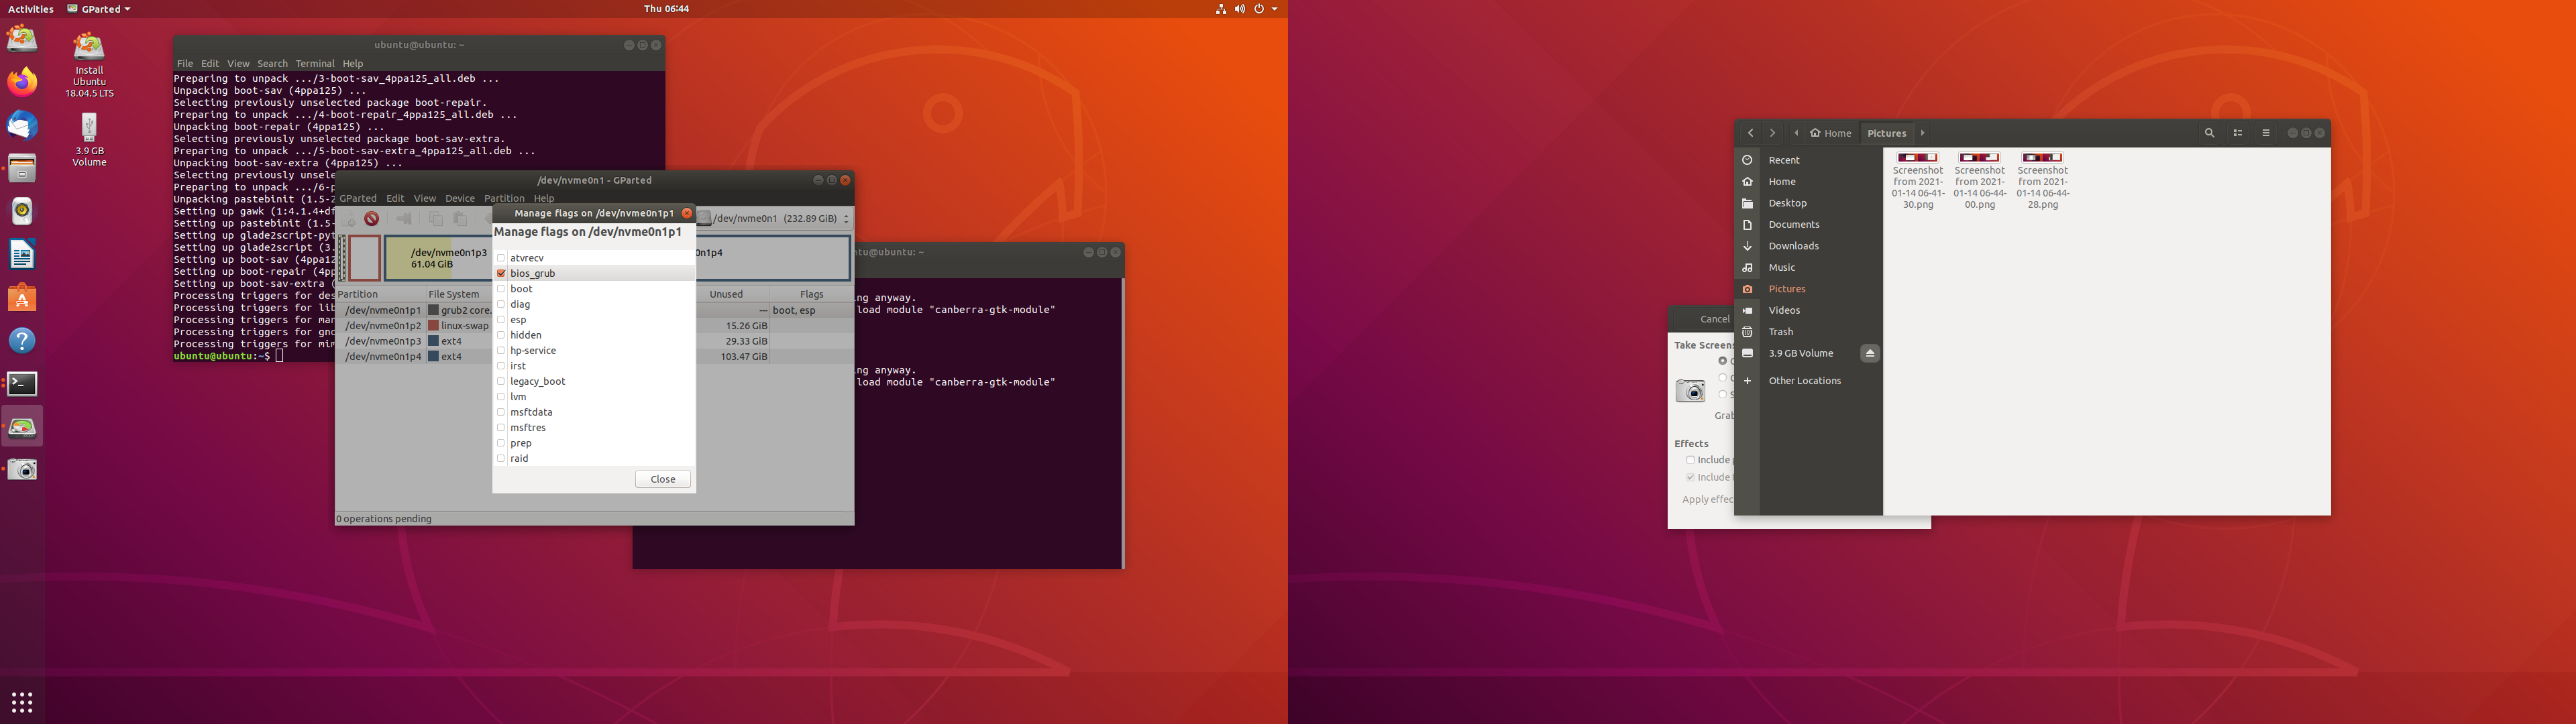 Activities
GParted
Thu 06:44
Install
Ubuntu
18.04.5 LTS
3.9 GB
Volume
ubuntu@ubuntu: ~
File Edit View Search Terminal Help
Preparing to unpack .../3-boot-sav_4ppa125_all.deb ...
Unpacking boot-sav (4ppa125) ...
Selecting previously unselected package boot-repair.
Preparing to unpack .../4-boot-repair_4ppa125_all.deb ...
Unpacking boot-repair (4ppa125) ...
Selecting previously unselected package boot-sav-extra.
Preparing to unpack .../5-boot-sav-extra_4ppa125_all.deb ...
Unpacking boot-sav-extra (4ppa125) ...
Selecting previously unsele
Preparing to unpack .../6-p
Unpacking pastebinit (1.5-2
Setting up gawk (1:4.1.4+df
Setting up pastebinit (1.5-
Setting up glade2script-pyt
Setting up glade2script (3.
Setting up boot-sav (4ppa12
Setting up boot-repair (4pp
Setting up boot-sav-extra (
Processing triggers for des
Processing triggers for lib
Processing triggers for man
Processing triggers for gno
Processing triggers for mim
ubuntu@ubuntu:~$
/dev/nvme0n1 - GParted
GParted Edit View Device Partition Help
/dev/nvme0n1 (232.89 GiB)
/dev/nvme0n1p3
61.04 GiB
0n1p4
Partition File System Unused Flags
/dev/nvme0n1p1 grub2 core. — boot, esp
/dev/nvme0n1p2 linux-swap 15.26 GiB
/dev/nvme0n1p3 ext4 29.33 GiB
/dev/nvme0n1p4 ext4 103.47 GiB
0 operations pending
Manage flags on /dev/nvme0n1p1
Manage flags on /dev/nvme0n1p1
atvrecv
bios_grub
boot
diag
esp
hidden
hp-service
irst
legacy_boot
lvm
msftdata
msftres
prep
raid
Close
ntu@ubuntu: ~
ng anyway.
load module "canberra-gtk-module"
ng anyway.
load module "canberra-gtk-module"
Cancel
Take Screens
Grab
Effects
Include p
Include
Apply effec
Home
Pictures
Recent
Home
Desktop
Documents
Downloads
Music
Pictures
Videos
Trash
3.9 GB Volume
Other Locations
Screenshot
from 2021-
01-14 06-41-
30.png
Screenshot
from 2021-
01-14 06-44-
00.png
Screenshot
from 2021-
01-14 06-44-
28.png